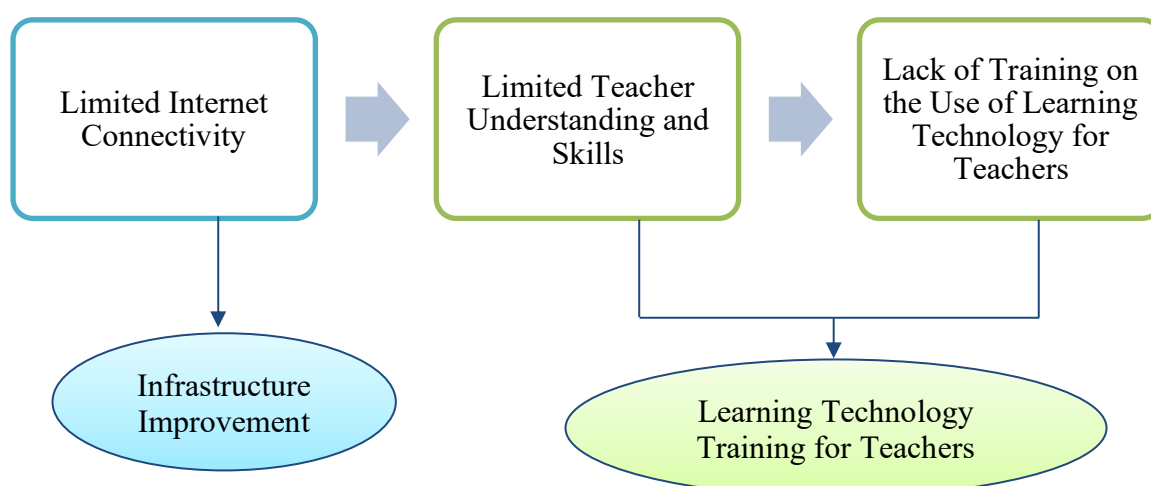 Limited Internet
Connectivity
Limited Teacher
Understanding and
Skills
Lack of Training on
the Use of Learning
Technology for
Teachers
Infrastructure
Improvement
Learning Technology
Training for Teachers